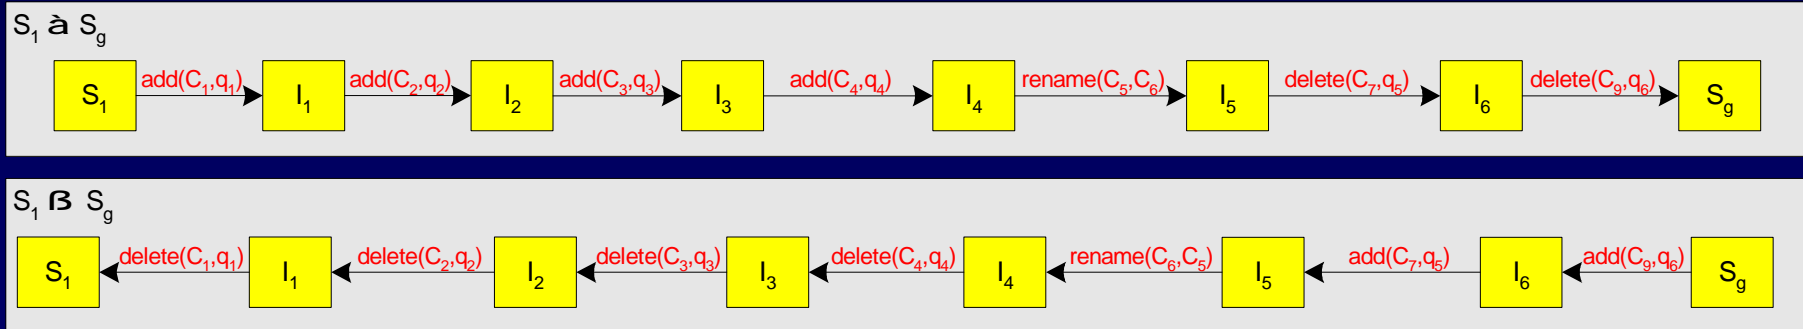 S1 à Sg
S1 add(C1,q1) I1 add(C2,q2) I2 add(C3,q3) I3 add(C4,q4) I4 rename(C5,C6) I5 delete(C7,q5) I6 delete(C9,q6) Sg
S1 ß Sg
S1 delete(C1,q1) I1 delete(C2,q2) I2 delete(C3,q3) I3 delete(C4,q4) I4 rename(C6,C5) I5 add(C7,q5) I6 add(C9,q6) Sg